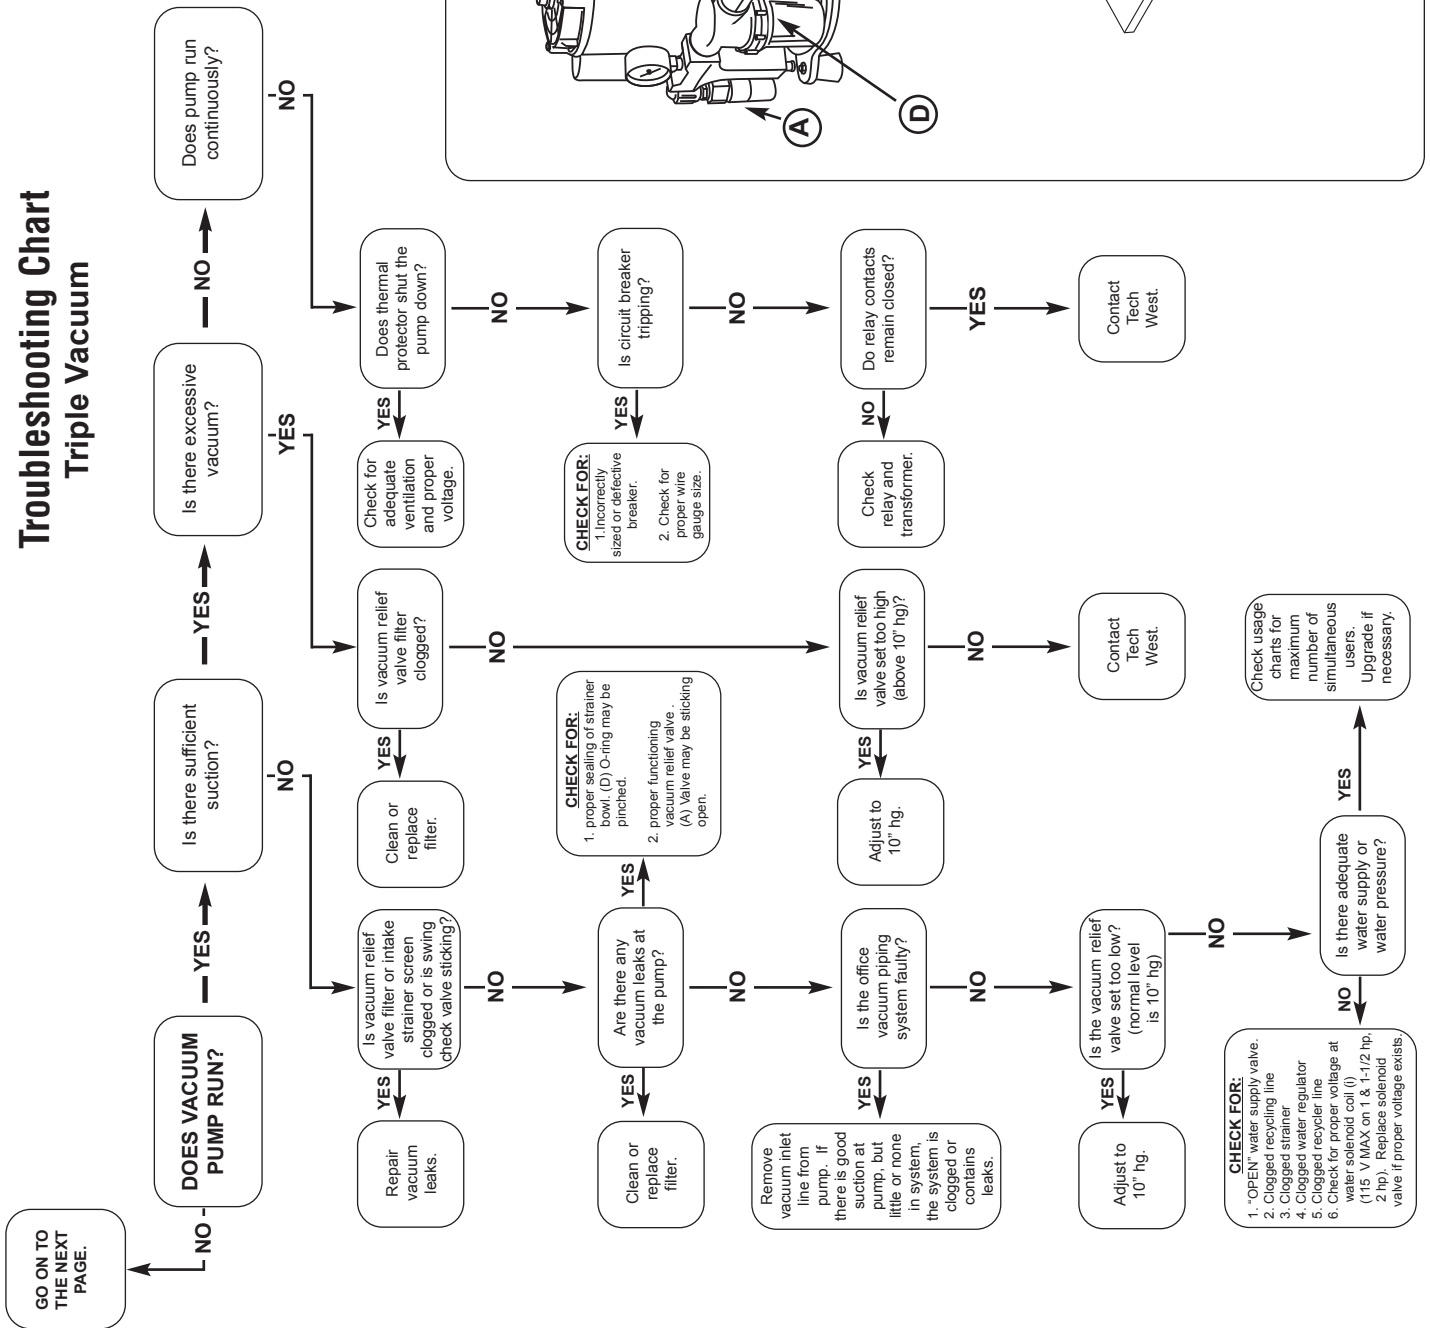 Troubleshooting Chart
Triple Vacuum
GO ON TO
THE NEXT
PAGE.
NO
DOES VACUUM
PUMP RUN?
YES
Is there sufficient
suction?
YES
Is there excessive
vacuum?
NO
Does pump run
continuously?
NO
YES
NO
Is vacuum relief
valve filter or intake
strainer screen
clogged or is swing
check valve sticking?
YES
Repair
vacuum
leaks.
NO
Are there any
vacuum leaks at
the pump?
YES
Clean or
replace
filter.
YES
CHECK FOR:
1. proper sealing of strainer
bowl. (D) O-ring may be
pinched.
2. proper functioning
vacuum relief valve .
(A) Valve may be sticking
open.
NO
Is the office
vacuum piping
system faulty?
YES
Remove
vacuum inlet
line from
pump. If
there is good
suction at
pump, but
little or none
in system,
the system is
clogged or
contains
leaks.
NO
Is the vacuum relief
valve set too low?
(normal level
is 10" hg)
YES
Adjust to
10" hg.
NO
Is there adequate
water supply or
water pressure?
NO
CHECK FOR:
1. “OPEN” water supply valve.
2. Clogged recycling line
3. Clogged strainer
4. Clogged water regulator
5. Clogged recycler line
6. Check for proper voltage at
water solenoid coil (i)
(115 V MAX on 1 & 1-1/2 hp,
2 hp). Replace solenoid
valve if proper voltage exists.
YES
Check usage
charts for
maximum
number of
simultaneous
users.
Upgrade if
necessary.
Is vacuum relief
valve filter
clogged?
YES
Clean or
replace
filter.
NO
Is vacuum relief
valve set too high
(above 10” hg)?
YES
Adjust to
10” hg.
NO
Contact
Tech
West.
Does thermal
protector shut the
pump down?
YES
Check for
adequate
ventilation
and proper
voltage.
NO
Is circuit breaker
tripping?
YES
CHECK FOR:
1.Incorrectly
sized or defective
breaker.
2. Check for
proper wire
gauge size.
NO
Do relay contacts
remain closed?
NO
Check
relay and
transformer.
YES
Contact
Tech
West.
A
D